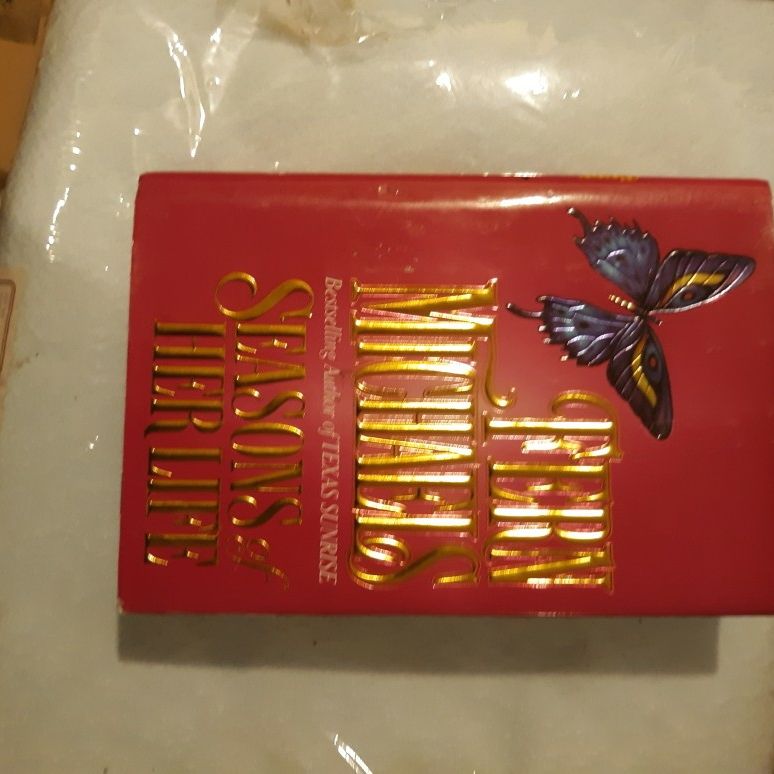 FERN
MICHAELS
Bestselling Author of TEXAS SUNRISE
SEASONS of
HER LIFE